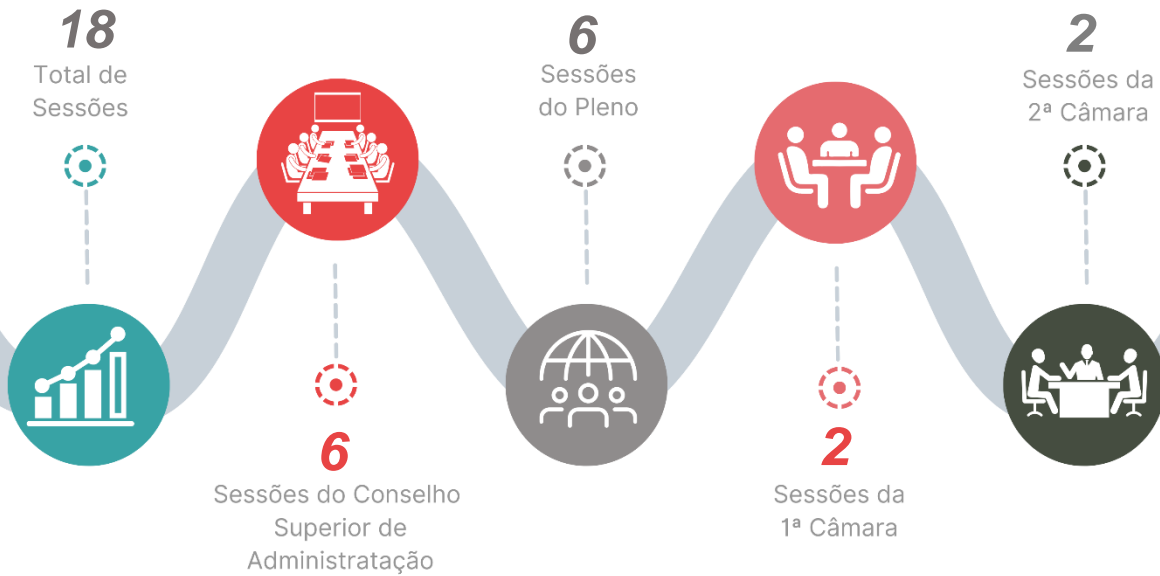 18
Total de
Sessões
6
Sessões do Conselho
Superior de
Administratação
6
Sessões
do Pleno
2
Sessões da
1ª Câmara
2
Sessões da
2ª Câmara